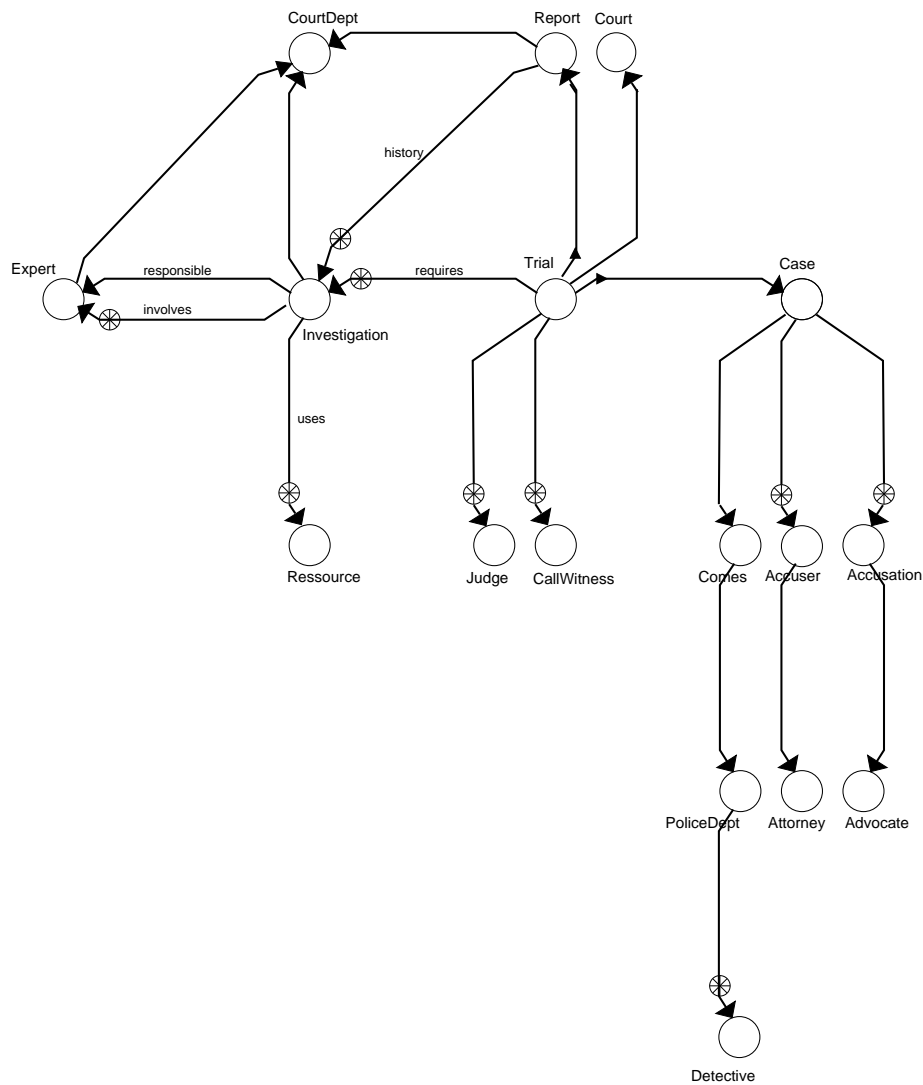 CourtDept
Report
Court
history
Expert
responsible
requires
Trial
Case
involves
Investigation
uses
Ressource
Judge
CallWitness
Comes
Accuser
Accusation
PoliceDept
Attorney
Advocate
Detective